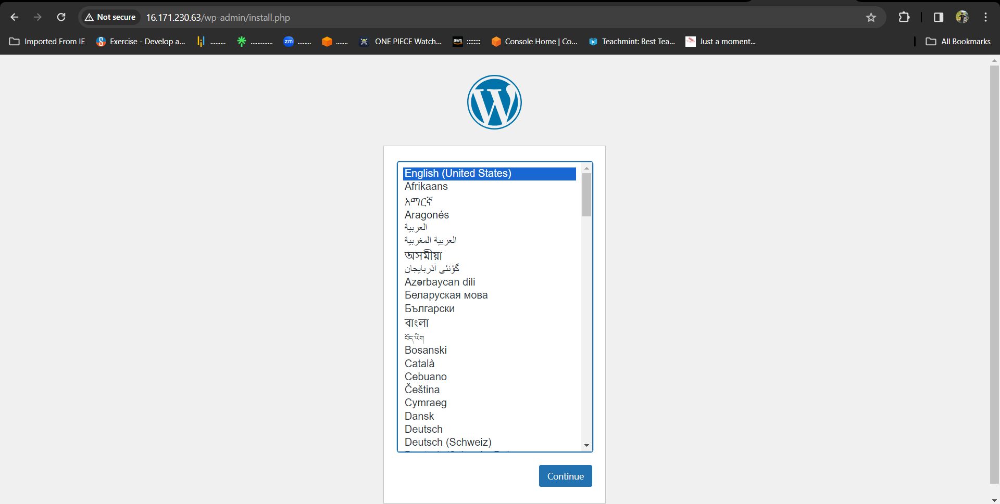 Not secure 16.171.230.63/wp-admin/install.php
Imported From IE Exercise - Develop a... ......... ............. zm ........ ....... ONE PIECE Watch... aws :::::::: Console Home | Co... Teachmint: Best Tea... Just a moment... All Bookmarks
English (United States)
Afrikaans
አማርኛ
Aragonés
العربية
العربية المغربية
অসমীয়া
گؤنئی آذربایجان
Azərbaycan dili
Беларуская мова
Български
বাংলা
བོད་ཡིག
Bosanski
Català
Cebuano
Čeština
Cymraeg
Dansk
Deutsch
Deutsch (Schweiz)
Continue